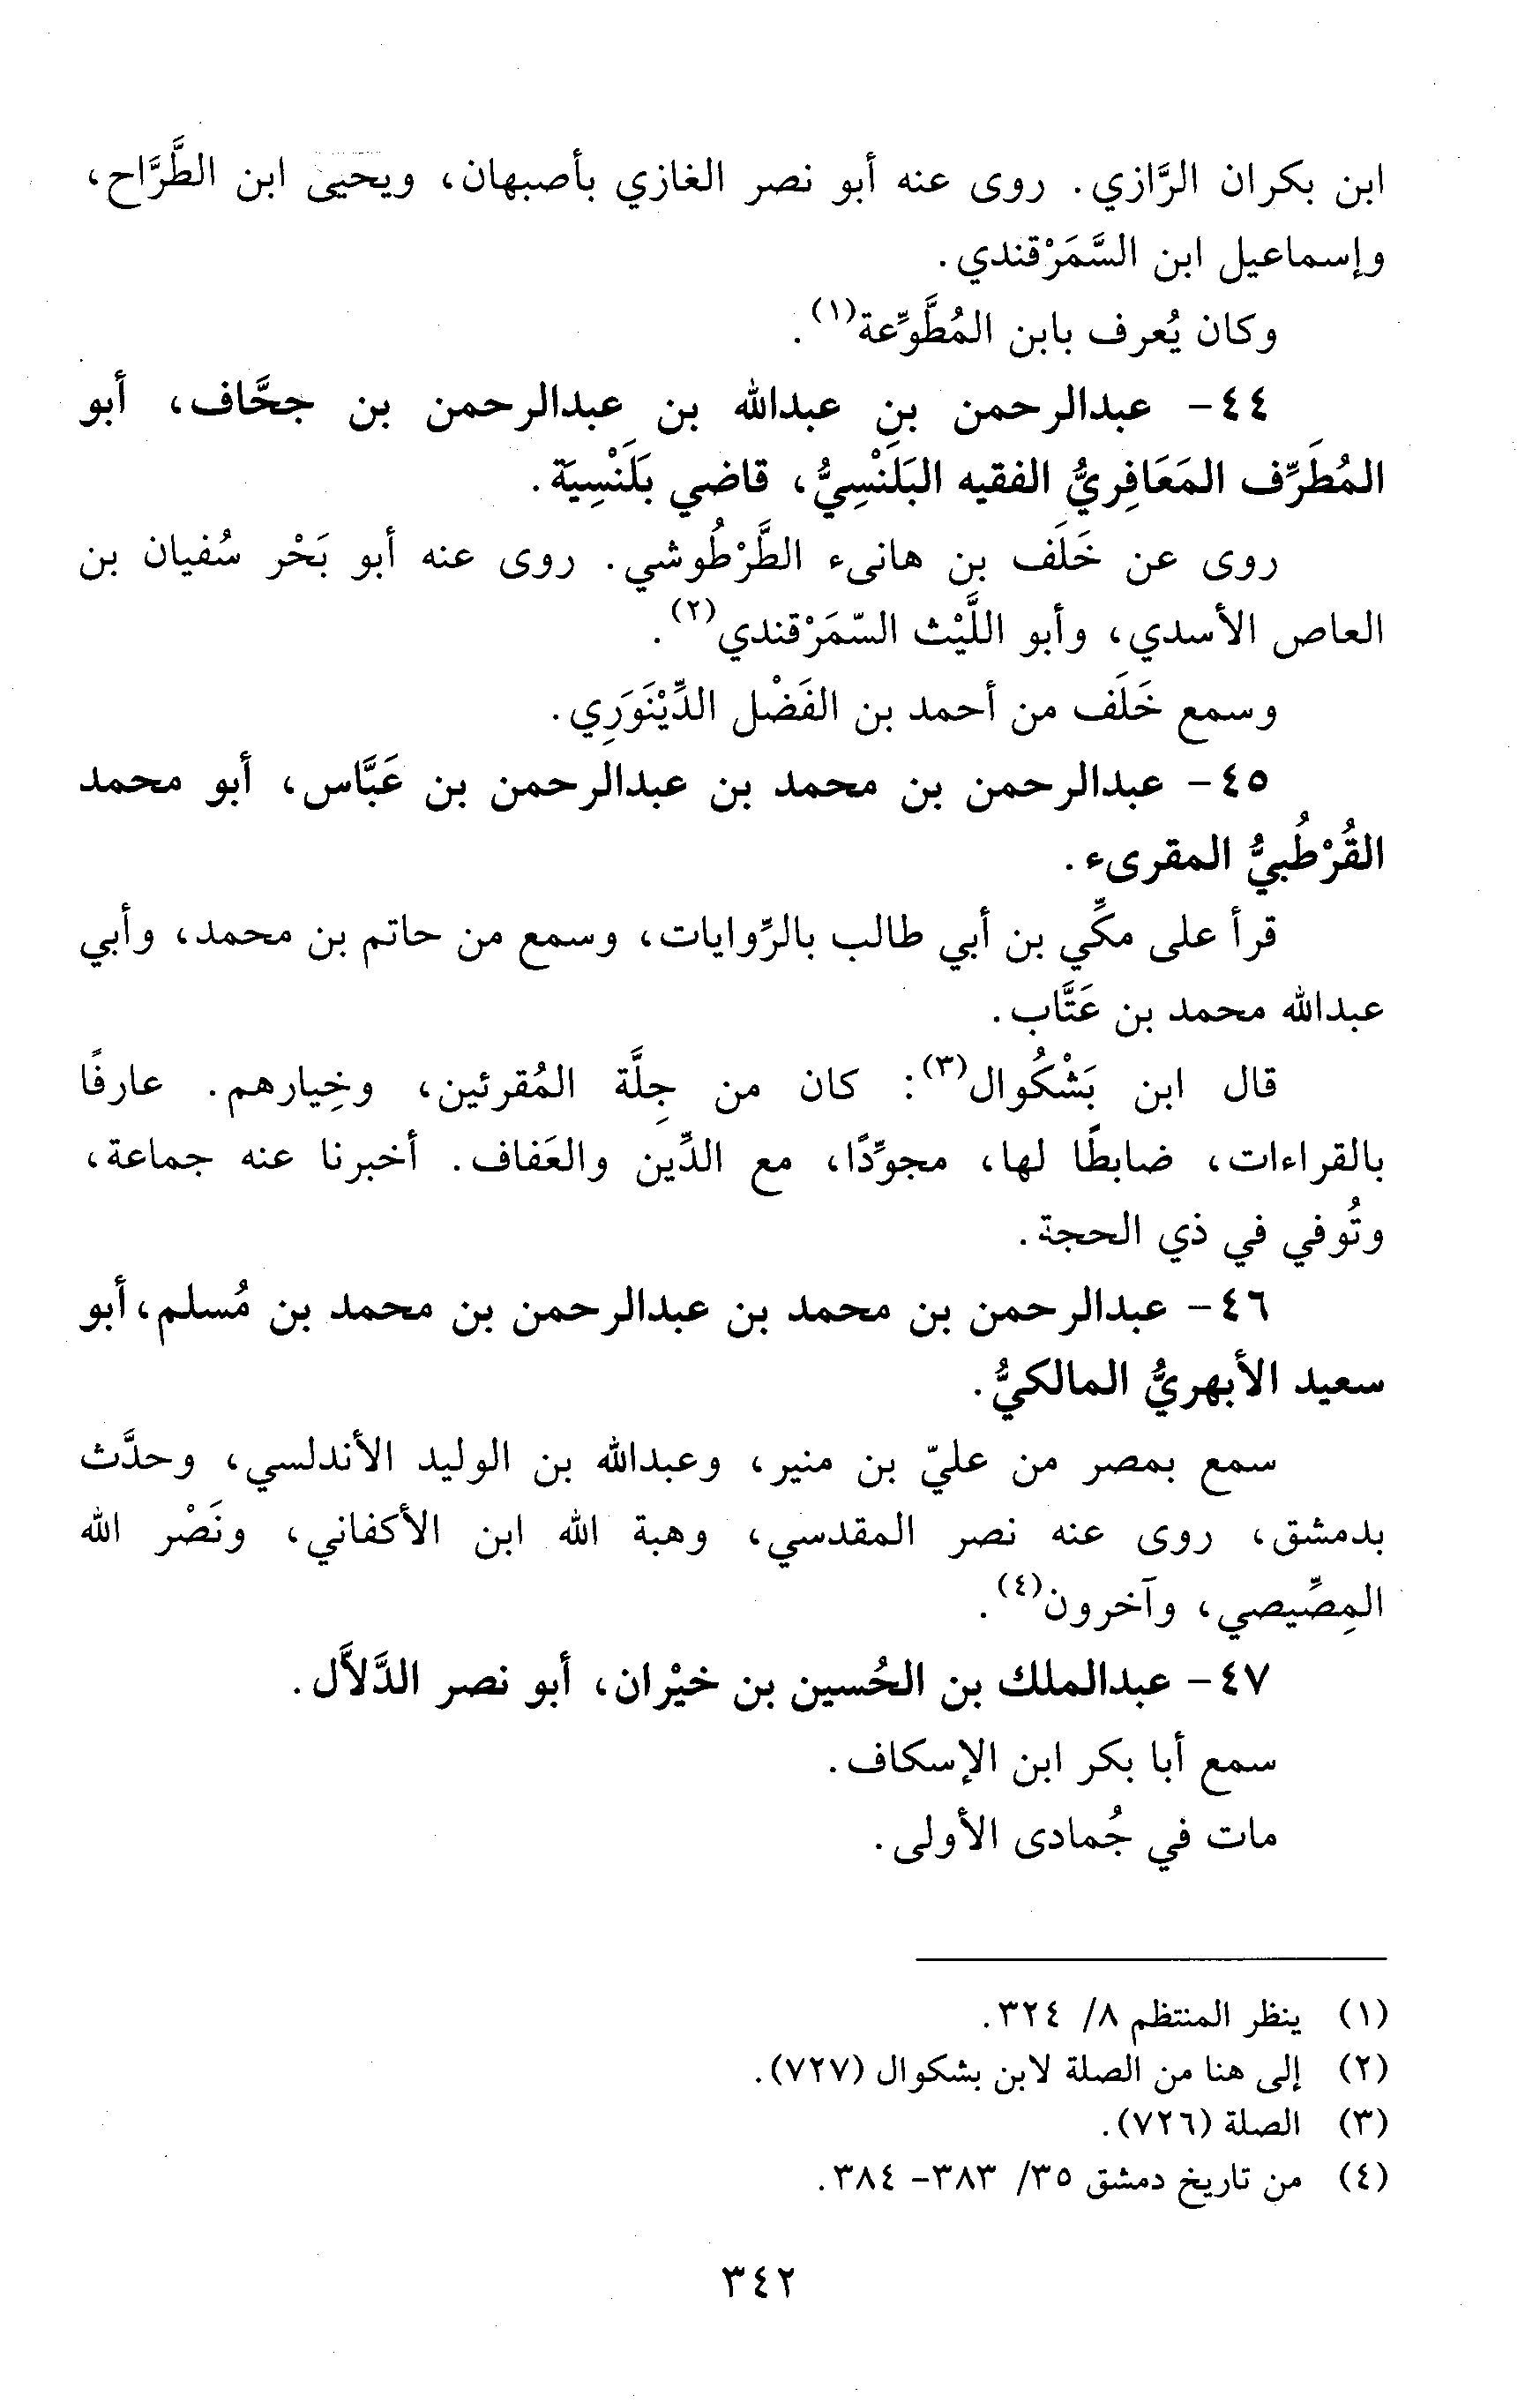 ابن بكران الرَّازي. روى عنه أبو نصر الغازي بأصبهان، ويحيى ابن الطَّرَّاح،
وإسماعيل ابن السَّمَرْقندي.
وكان يُعرف بابن المُطَّوِّعة(١).
٤٤- عبدالرحمن بن عبدالله بن عبدالرحمن بن جحَّاف، أبو
المُطَرِّف المَعَافِريُّ الفقيه البَلَنْسِيُّ، قاضي بَلَنْسِيَة.
روى عن خَلَف بن هانىء الطَّرْطُوشي. روى عنه أبو بَحْر سُفيان بن
العاص الأسدي، وأبو اللَّيْث السّمَرْقندي(٢).
وسمع خَلَف من أحمد بن الفَضْل الدِّيْنَوَرِي.
٤٥- عبدالرحمن بن محمد بن عبدالرحمن بن عَبَّاس، أبو محمد
القُرْطُبيُّ المقرىء.
قرأ على مكِّي بن أبي طالب بالرِّوايات، وسمع من حاتم بن محمد، وأبي
عبدالله محمد بن عَتَّاب.
قال ابن بَشْكُوال(٣): كان من جِلَّة المُقرئين، وخِيارهم. عارفًا
بالقراءات، ضابطًا لها، مجوِّدًا، مع الدِّين والعَفاف. أخبرنا عنه جماعة،
وتُوفي في ذي الحجة.
٤٦- عبدالرحمن بن محمد بن عبدالرحمن بن محمد بن مُسلم، أبو
سعيد الأبهريُّ المالكيُّ.
سمع بمصر من عليّ بن منير، وعبدالله بن الوليد الأندلسي، وحدَّث
بدمشق، روى عنه نصر المقدسي، وهبة الله ابن الأكفاني، ونَصْر الله
المِصِّيصي، وآخرون(٤).
٤٧- عبدالملك بن الحُسين بن خيْران، أبو نصر الدَّلاَّل.
سمع أبا بكر ابن الإسكاف.
مات في جُمادى الأولى.
(١) ينظر المنتظم ٨/ ٣٢٤.
(٢) إلى هنا من الصلة لابن بشكوال (٧٢٧).
(٣) الصلة (٧٢٦).
(٤) من تاريخ دمشق ٣٥/ ٣٨٣- ٣٨٤.
٣٤٢